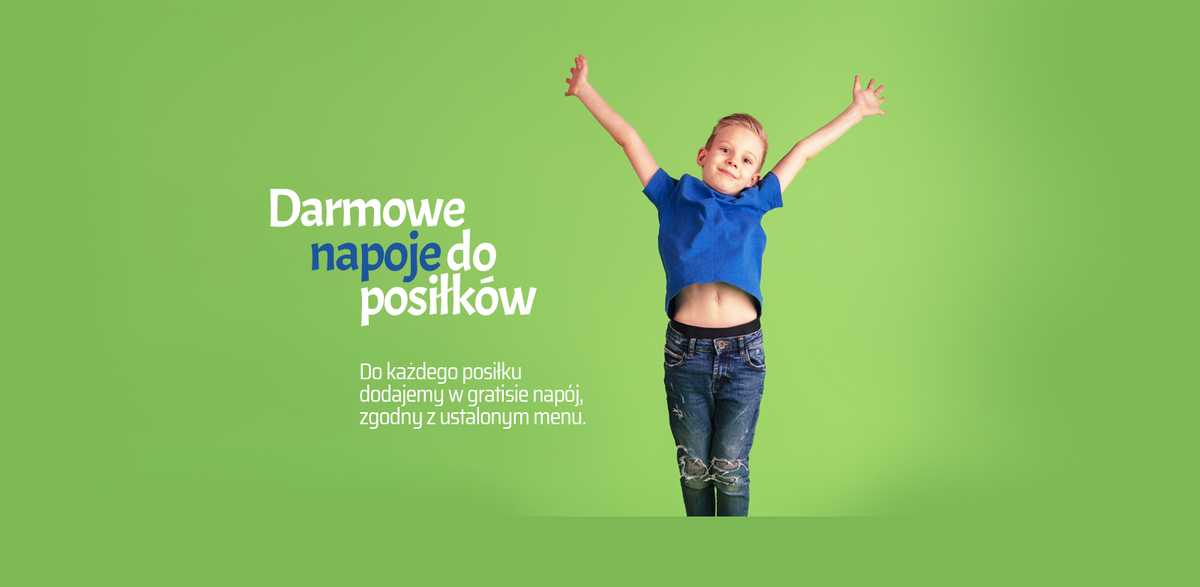 Darmowe
napoje do
posiłków
Do każdego posiłku
dodajemy w gratisie napój,
zgodny z ustalonym menu.